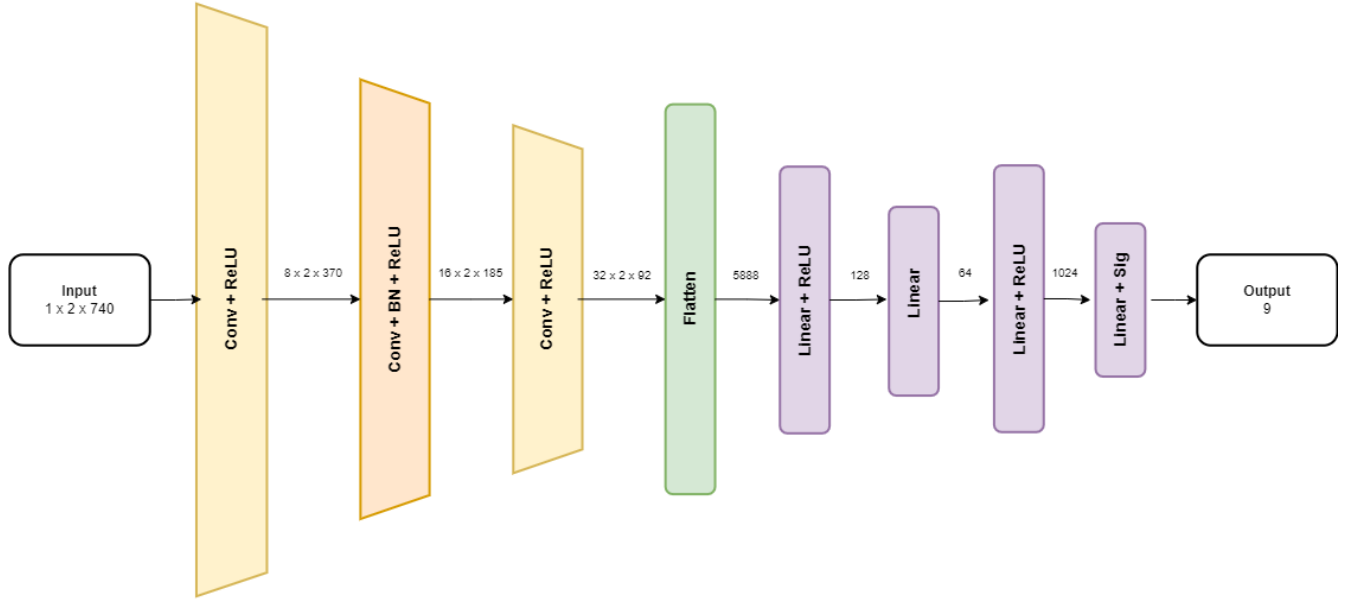 Input
1 x 2 x 740
Conv + ReLU
8 x 2 x 370
Conv + BN + ReLU
16 x 2 x 185
Conv + ReLU
32 x 2 x 92
Flatten
5888
Linear + ReLU
128
Linear
64
Linear + ReLU
1024
Linear + Sig
Output
9